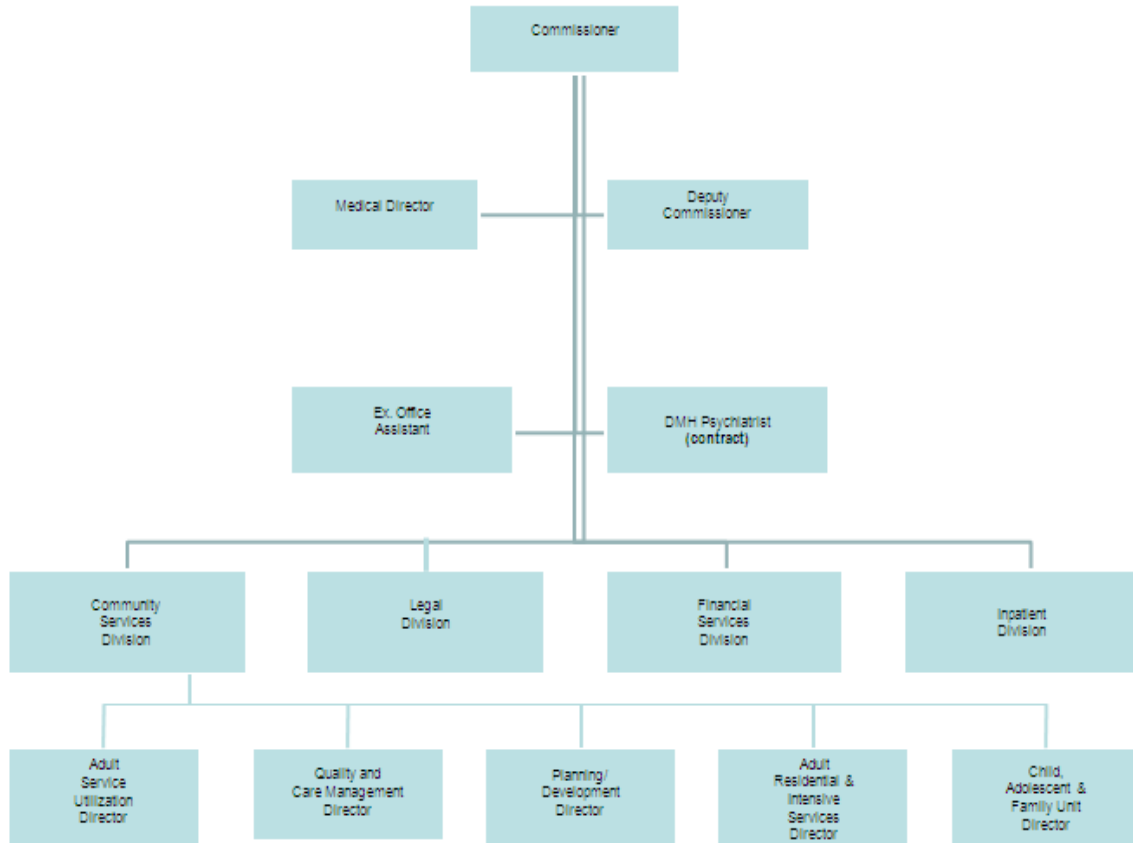 Commissioner
Medical Director
Deputy
Commissioner
Ex. Office
Assistant
DMH Psychiatrist
(contract)
Community
Services
Division
Legal
Division
Financial
Services
Division
Inpatient
Division
Adult
Service
Utilization
Director
Quality and
Care Management
Director
Planning/
Development
Director
Adult
Residential &
Intensive
Services
Director
Child,
Adolescent &
Family Unit
Director